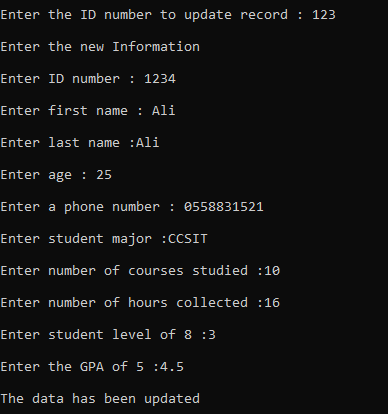 Enter the ID number to update record : 123
Enter the new Information
Enter ID number : 1234
Enter first name : Ali
Enter last name :Ali
Enter age : 25
Enter a phone number : 0558831521
Enter student major :CCSIT
Enter number of courses studied :10
Enter number of hours collected :16
Enter student level of 8 :3
Enter the GPA of 5 :4.5
The data has been updated